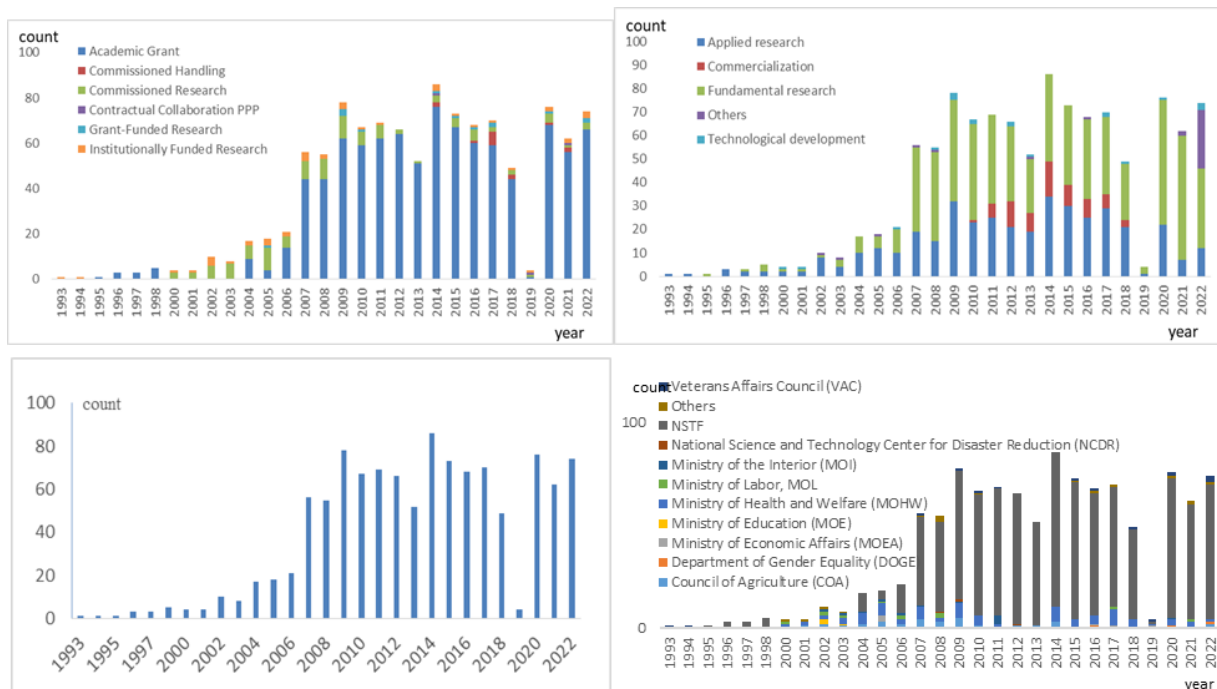 count
100
80
60
40
20
0
Academic Grant
Commissioned Handling
Commissioned Research
Contractual Collaboration PPP
Grant-Funded Research
Institutionally Funded Research
1993 1994 1995 1996 1997 1998 2000 2001 2002 2003 2004 2005 2006 2007 2008 2009 2010 2011 2012 2013 2014 2015 2016 2017 2018 2019 2020 2021 2022
year
count
100
90
80
70
60
50
40
30
20
10
0
Applied research
Commercialization
Fundamental research
Others
Technological development
1993 1994 1995 1996 1997 1998 2000 2001 2002 2003 2004 2005 2006 2007 2008 2009 2010 2011 2012 2013 2014 2015 2016 2017 2018 2019 2020 2021 2022
year
count
100
80
60
40
20
0
1993 1995 1997 2000 2002 2004 2006 2008 2010 2012 2014 2016 2018 2020 2022
count
100
0
Veterans Affairs Council (VAC)
Others
NSTF
National Science and Technology Center for Disaster Reduction (NCDR)
Ministry of the Interior (MOI)
Ministry of Labor, MOL
Ministry of Health and Welfare (MOHW)
Ministry of Education (MOE)
Ministry of Economic Affairs (MOEA)
Department of Gender Equality (DOGE
Council of Agriculture (COA)
1993 1994 1995 1996 1997 1998 2000 2001 2002 2003 2004 2005 2006 2007 2008 2009 2010 2011 2012 2013 2014 2015 2016 2017 2018 2019 2020 2021 2022
year